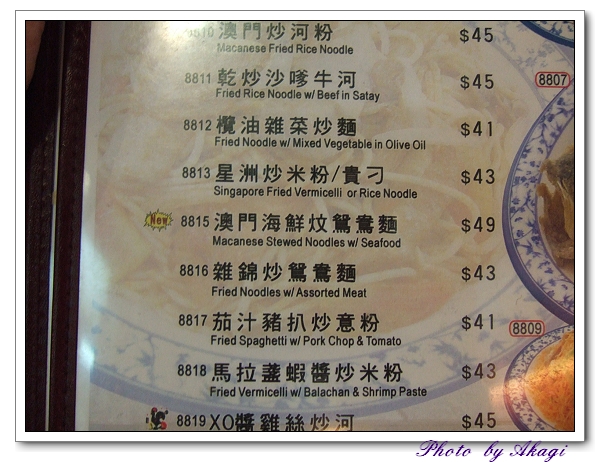 8810 澳門炒河粉 $45
Macanese Fried Rice Noodle
8811 乾炒沙嗲牛河 $45
Fried Rice Noodle w/ Beef in Satay
8807
8812 欖油雜菜炒麵 $41
Fried Noodle w/ Mixed Vegetable in Olive Oil
8813 星洲炒米粉/貴刁 $43
Singapore Fried Vermicelli or Rice Noodle
New 8815 澳門海鮮炆鴛鴦麵 $49
Macanese Stewed Noodles w/ Seafood
8816 雜錦炒鴛鴦麵 $43
Fried Noodles w/ Assorted Meat
8817 茄汁豬扒炒意粉 $41
8809
Fried Spaghetti w/ Pork Chop & Tomato
8818 馬拉盞蝦醬炒米粉 $43
Fried Vermicelli w/ Balachan & Shrimp Paste
8819 XO醬雞絲炒河 $45
Photo by Akagi